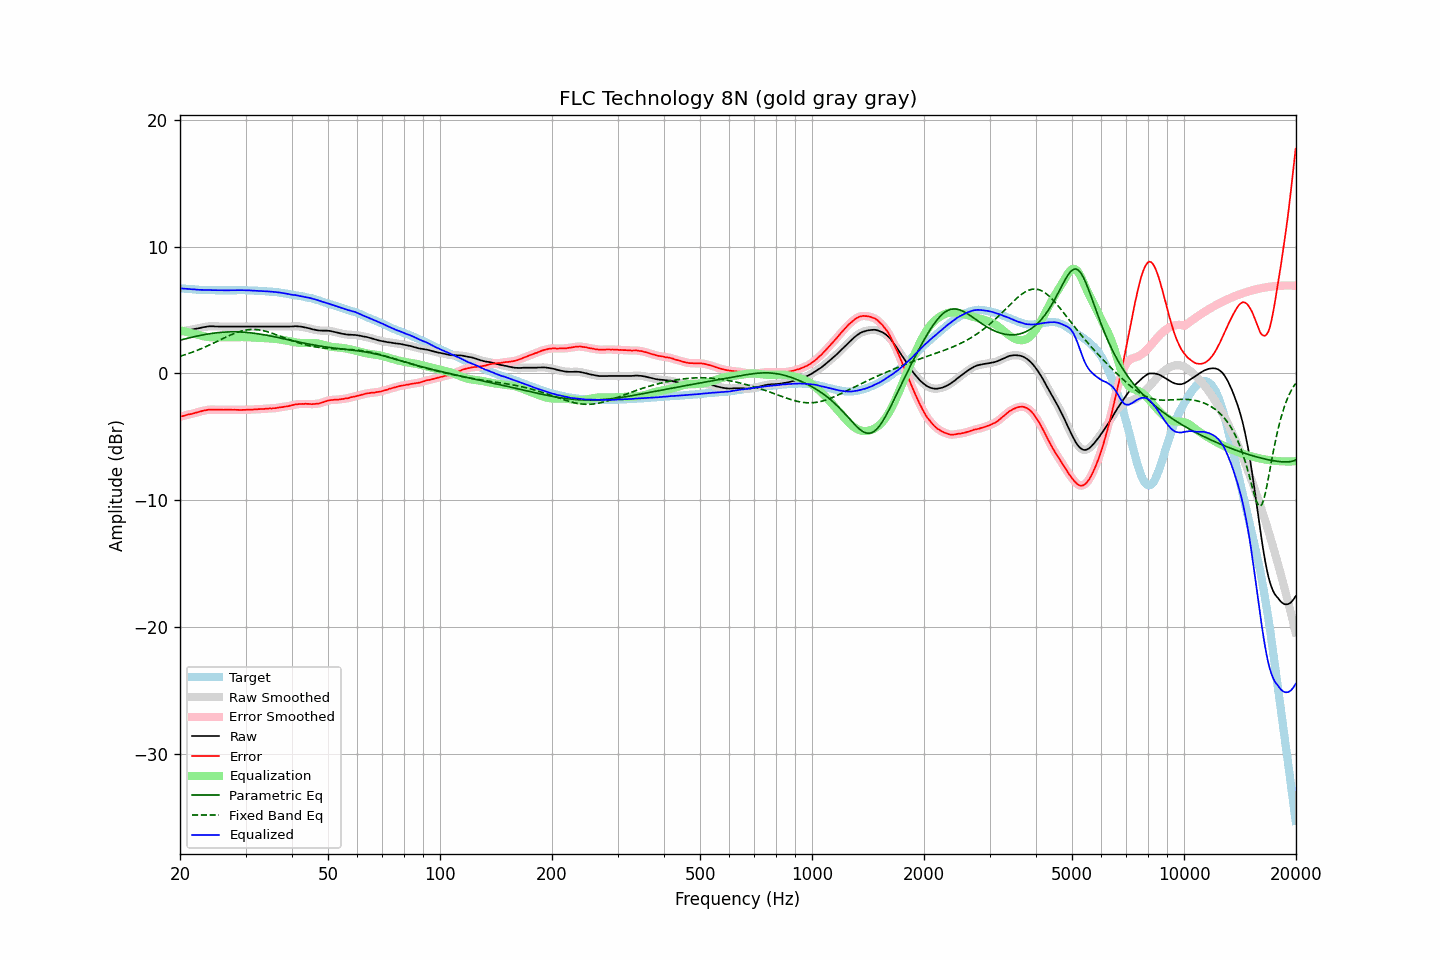 FLC Technology 8N (gold gray gray)
20
10
0
−10
−20
−30
Amplitude (dBr)
Target
Raw Smoothed
Error Smoothed
Raw
Error
Equalization
Parametric Eq
Fixed Band Eq
Equalized
20 50 100 200 500 1000 2000 5000 10000 20000
Frequency (Hz)